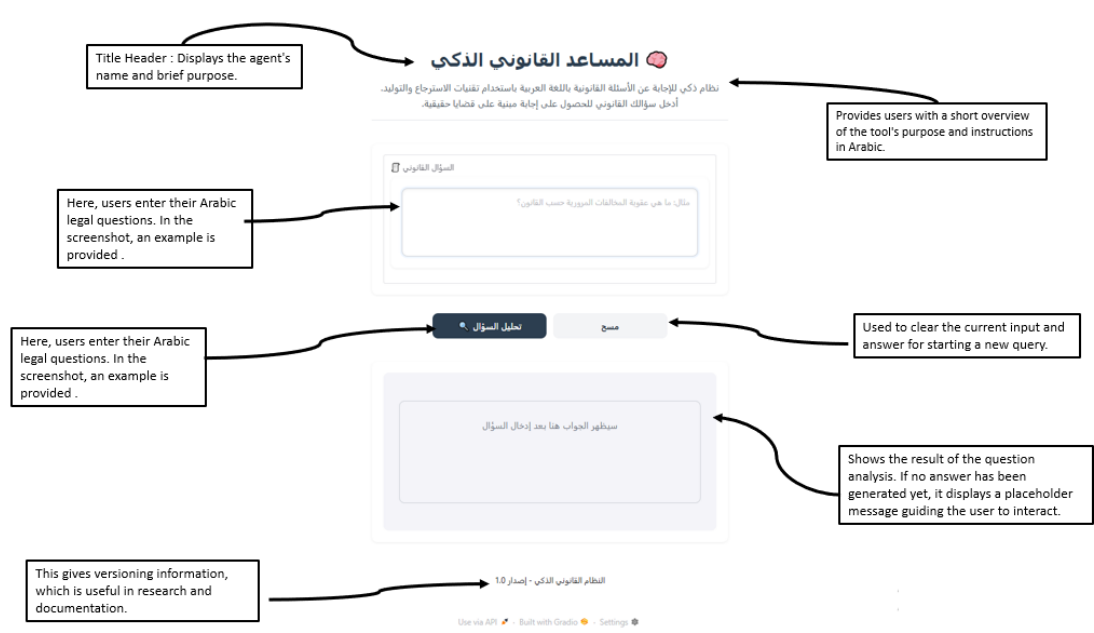 Title Header : Displays the agent's
name and brief purpose.
🧠 المساعد القانوني الذكي
نظام ذكي للإجابة عن الأسئلة القانونية باللغة العربية باستخدام تقنيات الاسترجاع والتوليد.
أدخل سؤالك القانوني للحصول على إجابة مبنية على قضايا حقيقية.
Provides users with a short overview
of the tool's purpose and instructions
in Arabic.
السؤال القانوني
Here, users enter their Arabic
legal questions. In the
screenshot, an example is
provided .
مثال: ما هي عقوبة المخالفات المرورية حسب القانون؟
تحليل السؤال 🔍
مسح
Here, users enter their Arabic
legal questions. In the
screenshot, an example is
provided .
Used to clear the current input and
answer for starting a new query.
سيظهر الجواب هنا بعد إدخال السؤال
Shows the result of the question
analysis. If no answer has been
generated yet, it displays a placeholder
message guiding the user to interact.
This gives versioning information,
which is useful in research and
documentation.
النظام القانوني الذكي - إصدار 1.0
Use via API 🚀 · Built with Gradio · Settings